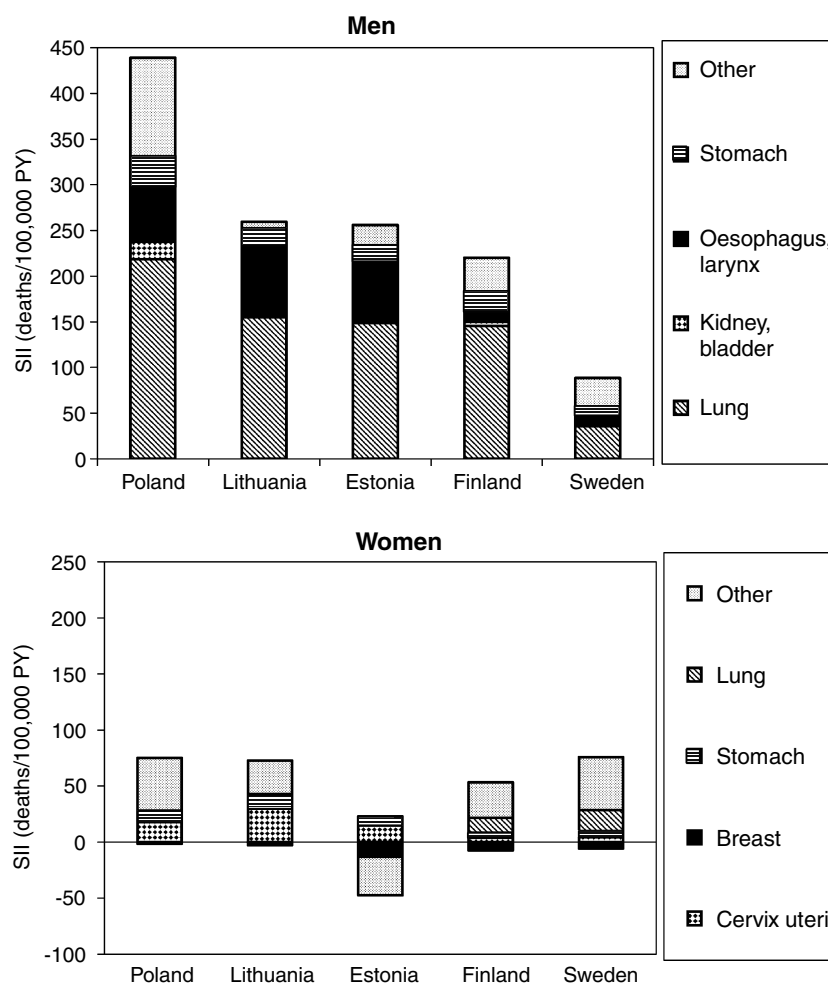 Men
SII (deaths/100,000 PY)
450
400
350
300
250
200
150
100
50
0
Poland Lithuania Estonia Finland Sweden
Other
Stomach
Oesophagus,
larynx
Kidney,
bladder
Lung
Women
SII (deaths/100,000 PY)
250
200
150
100
50
0
-50
-100
Poland Lithuania Estonia Finland Sweden
Other
Lung
Stomach
Breast
Cervix uteri